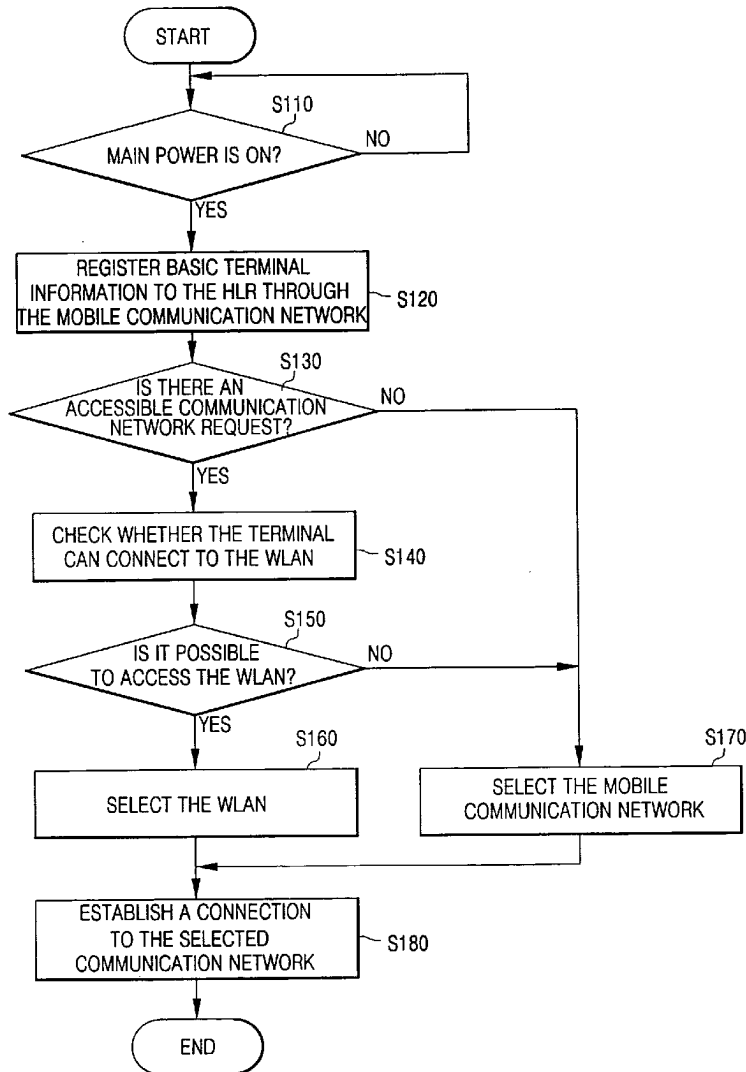 START
S110
MAIN POWER IS ON?
NO
YES
REGISTER BASIC TERMINAL
INFORMATION TO THE HLR THROUGH
THE MOBILE COMMUNICATION NETWORK
S120
S130
IS THERE AN
ACCESSIBLE COMMUNICATION
NETWORK REQUEST?
NO
YES
CHECK WHETHER THE TERMINAL
CAN CONNECT TO THE WLAN
S140
S150
IS IT POSSIBLE
TO ACCESS THE WLAN?
NO
YES
S160
SELECT THE WLAN
S170
SELECT THE MOBILE
COMMUNICATION NETWORK
ESTABLISH A CONNECTION
TO THE SELECTED
COMMUNICATION NETWORK
S180
END